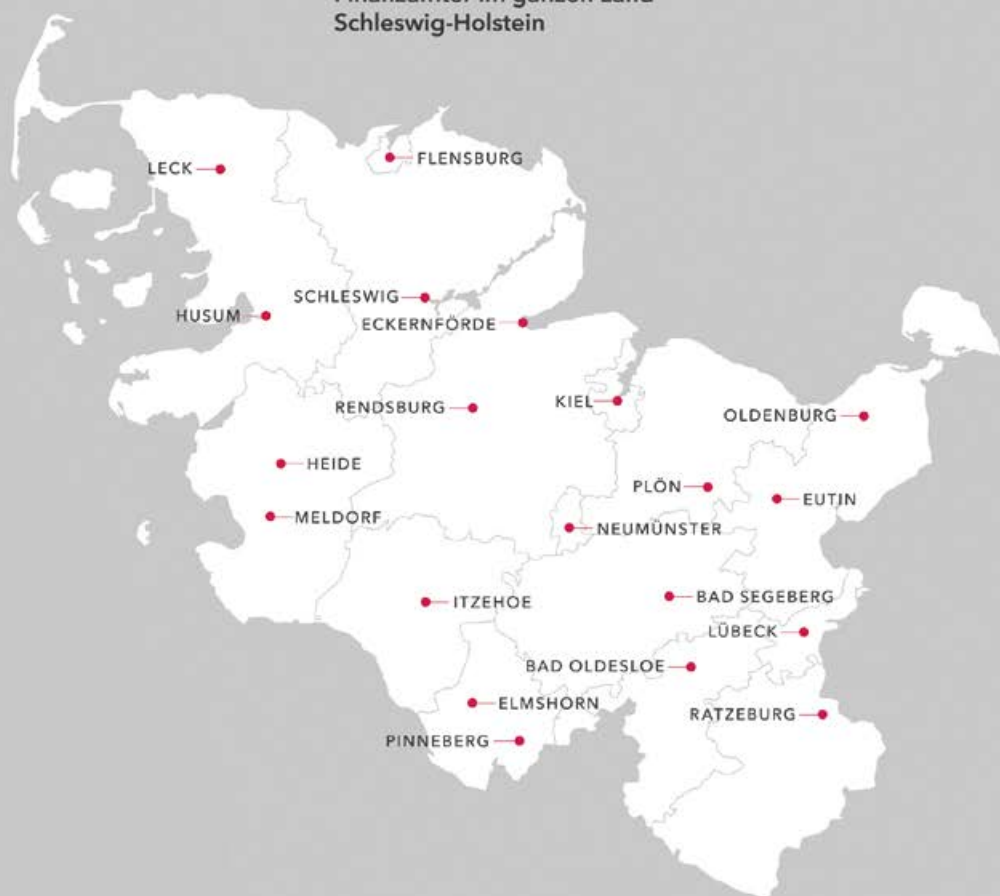 Schleswig-Holstein
FLENSBURG
LECK
SCHLESWIG
HUSUM
ECKERNFÖRDE
RENDSBURG
KIEL
OLDENBURG
HEIDE
PLÖN
EUTIN
MELDORF
NEUMÜNSTER
BAD SEGEBERG
ITZEHOE
LÜBECK
BAD OLDESLOE
ELMSHORN
RATZEBURG
PINNEBERG